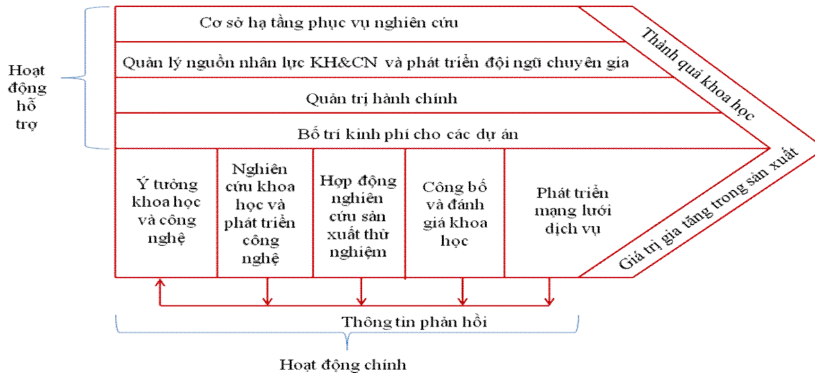 Cơ sở hạ tầng phục vụ nghiên cứu
Quản lý nguồn nhân lực KH&CN và phát triển đội ngũ chuyên gia
Quản trị hành chính
Bố trí kinh phí cho các dự án
Hoạt
động hỗ
trợ
Thành quả khoa học
Giá trị gia tăng trong sản xuất
Ý tưởng
khoa học
và công
nghệ
Nghiên
cứu khoa
học và
phát triển
công
nghệ
Hợp động
nghiên
cứu sản
xuất thử
nghiệm
Công bố
và đánh
giá khoa
học
Phát triển
mạng lưới
dịch vụ
Thông tin phản hồi
Hoạt động chính